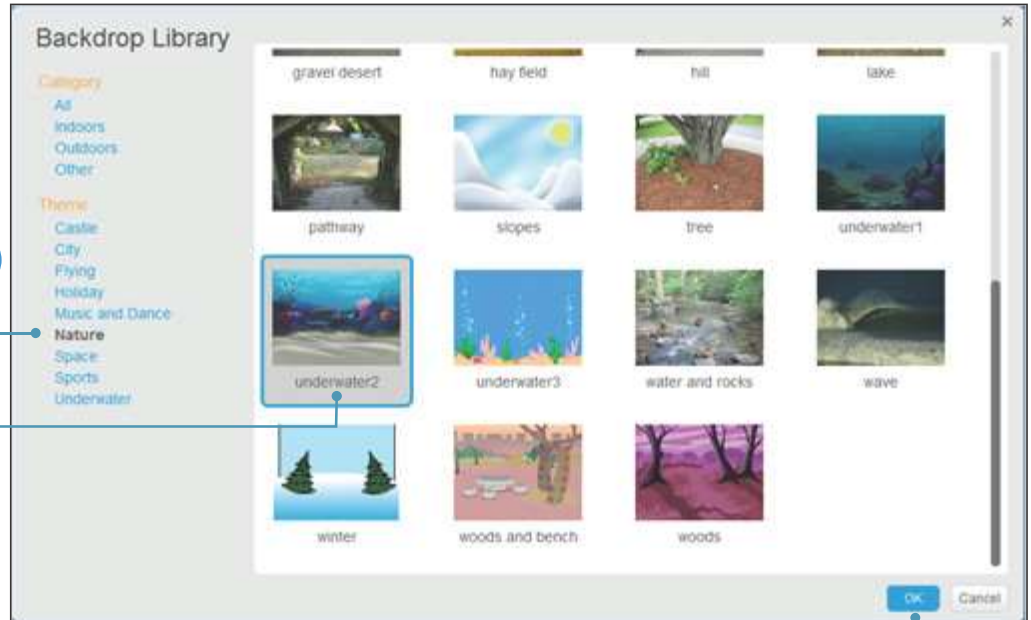 Backdrop Library
Category
All
Indoors
Outdoors
Other
Theme
Castle
City
Flying
Holiday
Music and Dance
Nature
Space
Sports
Underwater
gravel desert hay field hill lake
pathway slopes tree underwater1
underwater2 underwater3 water and rocks wave
winter woods and bench woods
OK Cancel